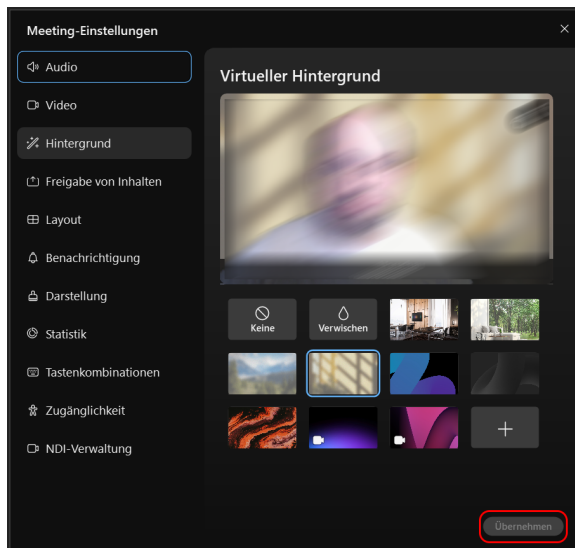 Meeting-Einstellungen
Audio
Video
Hintergrund
Freigabe von Inhalten
Layout
Benachrichtigung
Darstellung
Statistik
Tastenkombinationen
Zugänglichkeit
NDI-Verwaltung
Virtueller Hintergrund
Keine
Verwischen
Übernehmen